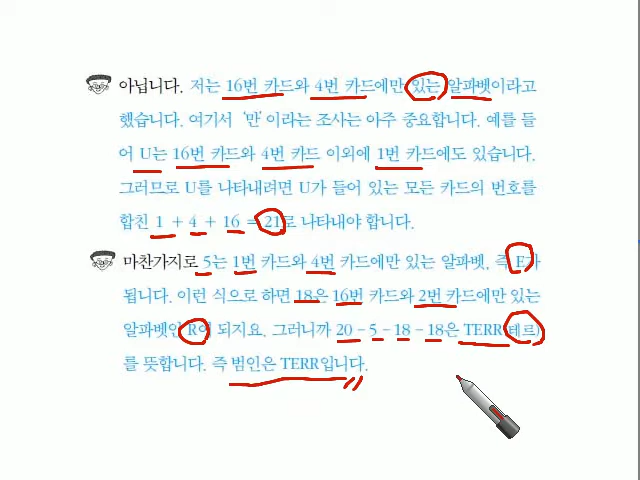 아닙니다. 저는 16번 카드와 4번 카드에만 있는 알파벳이라고
했습니다. 여기서 '만' 이라는 조사는 아주 중요합니다. 예를 들
어 U는 16번 카드와 4번 카드 이외에 1번 카드에도 있습니다.
그러므로 U를 나타내려면 U가 들어 있는 모든 카드의 번호를
합친 1 + 4 + 16 = 21로 나타내야 합니다.
마찬가지로 5는 1번 카드와 4번 카드에만 있는 알파벳, 즉 E가
됩니다. 이런 식으로 하면 18은 16번 카드와 2번 카드에만 있는
알파벳인 R이 되지요. 그러니까 20-5-18-18은 TERR(테르)
를 뜻합니다. 즉 범인은 TERR입니다.